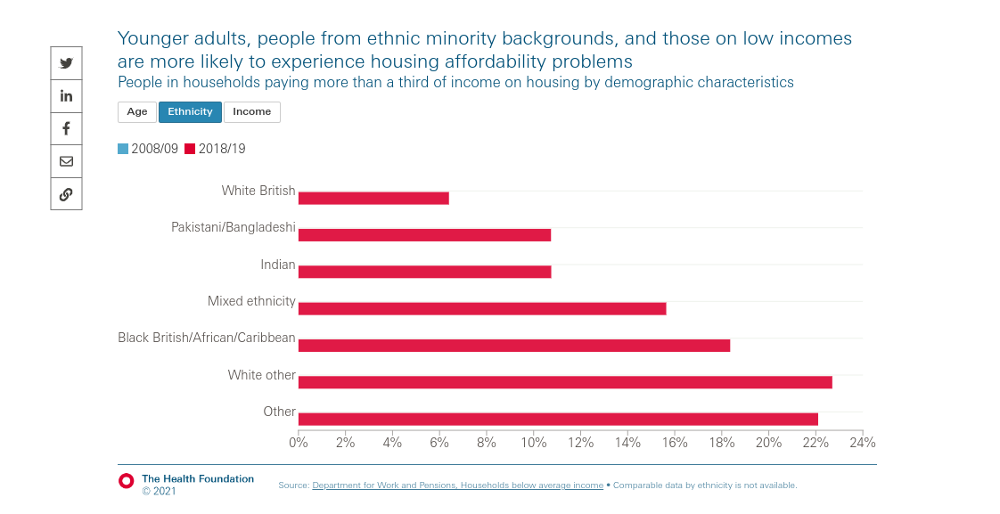 Younger adults, people from ethnic minority backgrounds, and those on low incomes
are more likely to experience housing affordability problems
People in households paying more than a third of income on housing by demographic characteristics
Age Ethnicity Income
2008/09 2018/19
White British
Pakistani/Bangladeshi
Indian
Mixed ethnicity
Black British/African/Caribbean
White other
Other
0% 2% 4% 6% 8% 10% 12% 14% 16% 18% 20% 22% 24%
The Health Foundation
© 2021
Source: Department for Work and Pensions, Households below average income • Comparable data by ethnicity is not available.